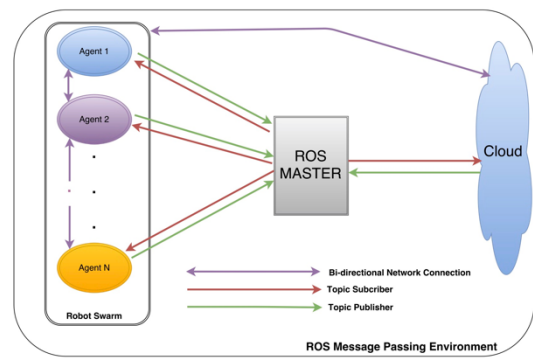 Agent 1
Agent 2
Agent N
Robot Swarm
ROS
MASTER
Cloud
Bi-directional Network Connection
Topic Subcriber
Topic Publisher
ROS Message Passing Environment